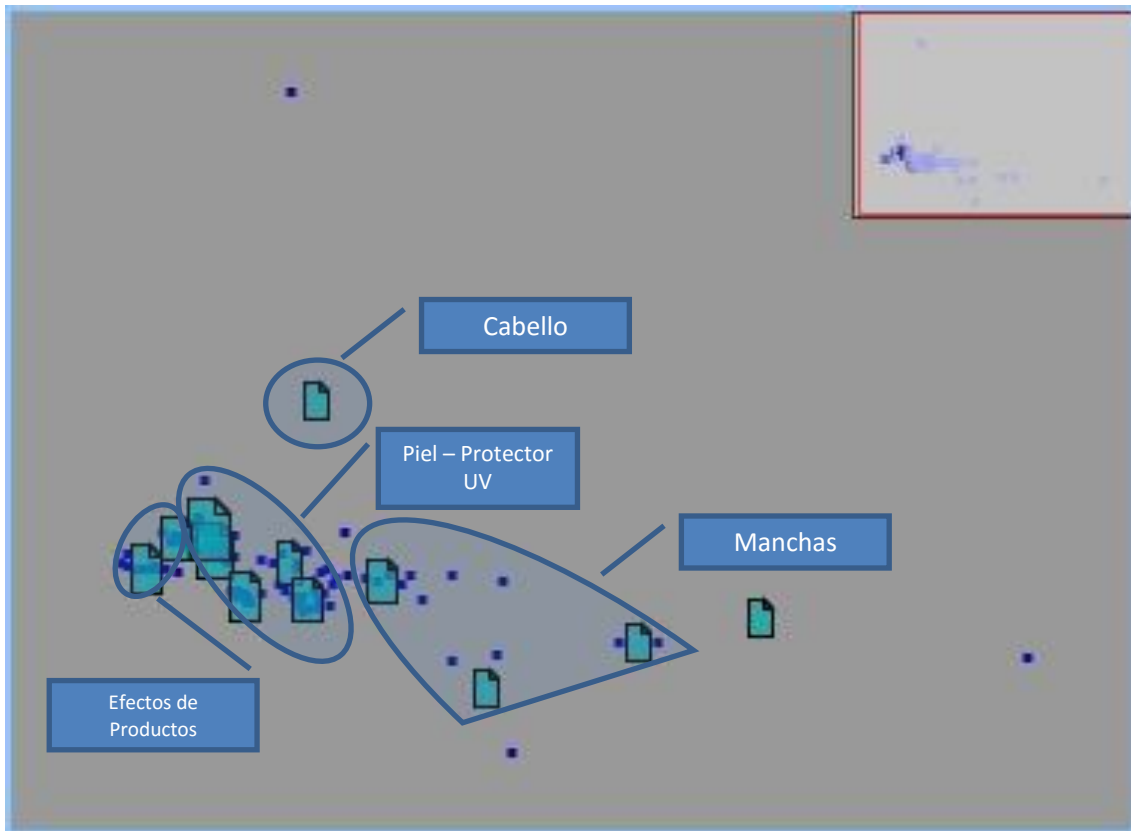 Cabello
Piel – Protector
UV
Manchas
Efectos de
Productos